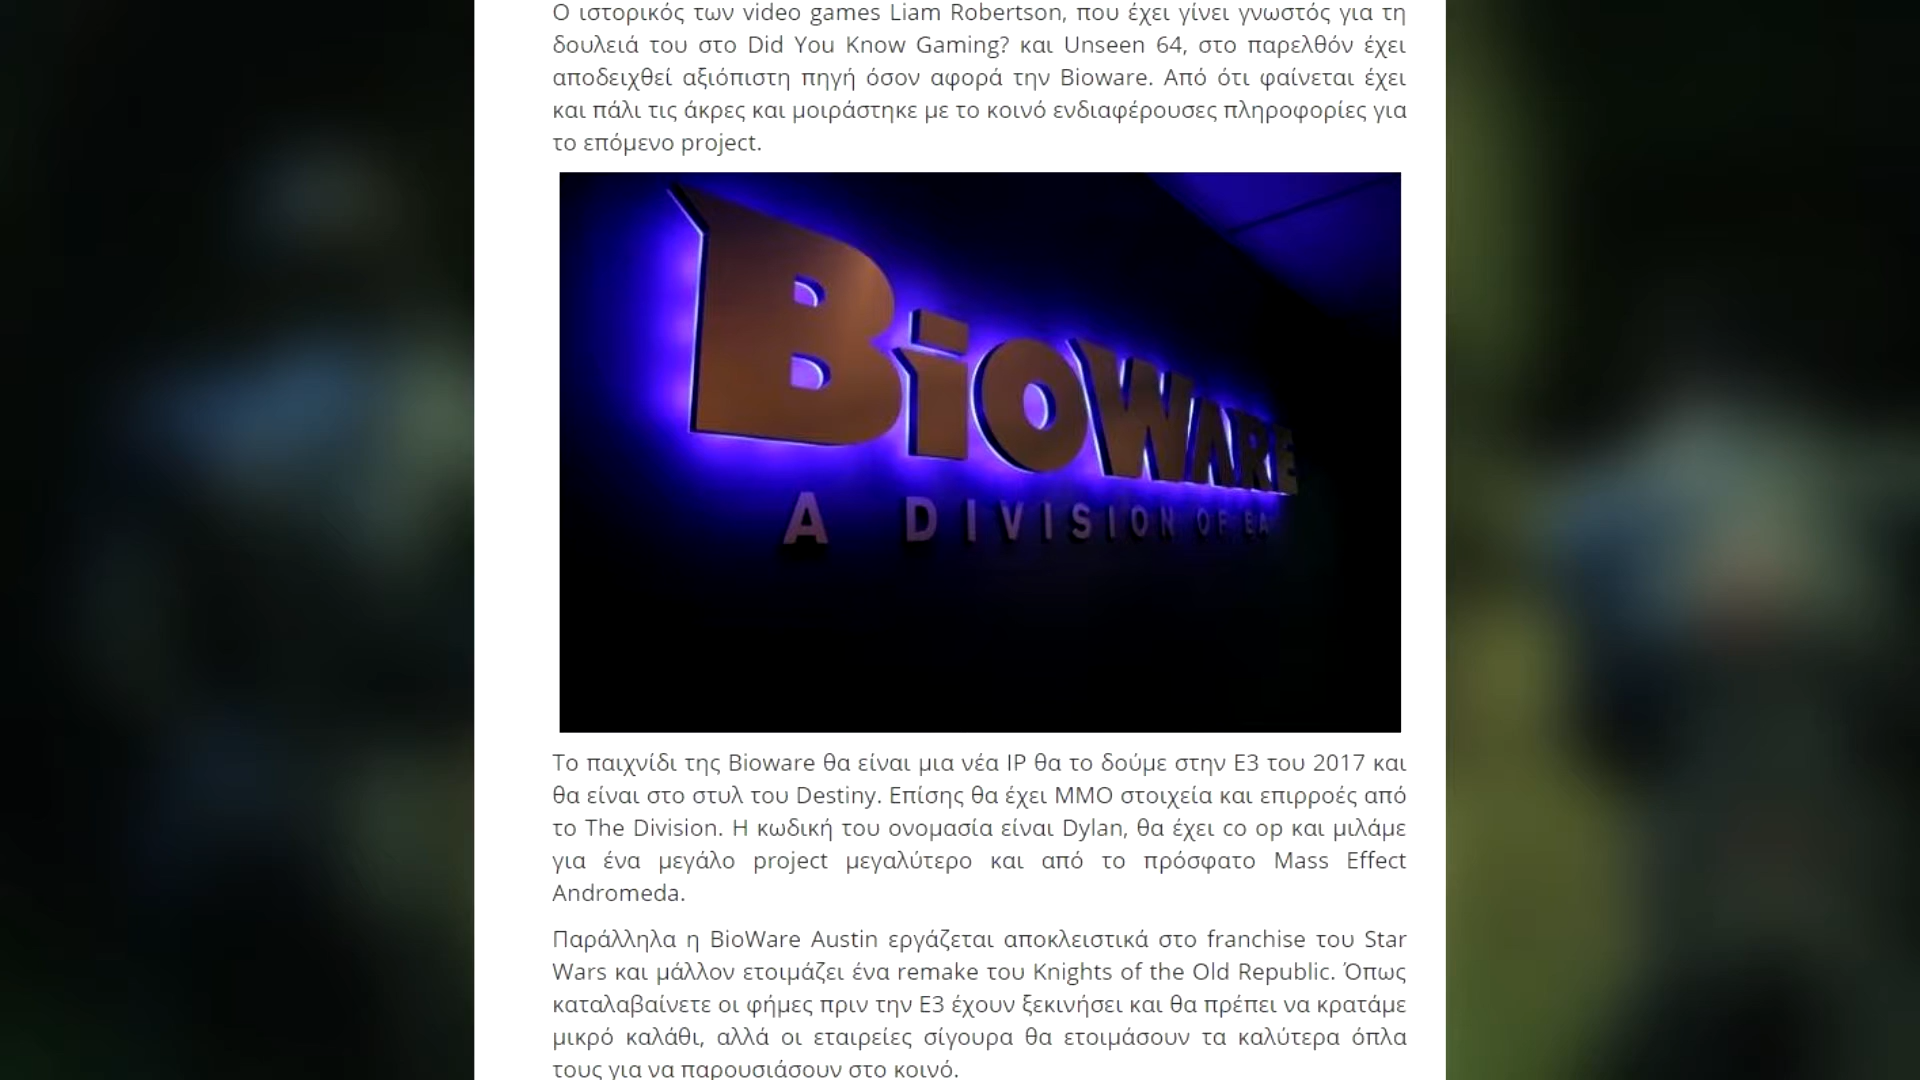 Ο ιστορικός των video games Liam Robertson, που έχει γίνει γνωστός για τη
δουλειά του στο Did You Know Gaming? και Unseen 64, στο παρελθόν έχει
αποδειχθεί αξιόπιστη πηγή όσον αφορά την Bioware. Από ότι φαίνεται έχει
και πάλι τις άκρες και μοιράστηκε με το κοινό ενδιαφέρουσες πληροφορίες για
το επόμενο project.
BIOWARE
A DIVISION OF EA
Το παιχνίδι της Bioware θα είναι μια νέα IP θα το δούμε στην E3 του 2017 και
θα είναι στο στυλ του Destiny. Επίσης θα έχει MMO στοιχεία και επιρροές από
το The Division. Η κωδική του ονομασία είναι Dylan, θα έχει co op και μιλάμε
για ένα μεγάλο project μεγαλύτερο και από το πρόσφατο Mass Effect
Andromeda.
Παράλληλα η BioWare Austin εργάζεται αποκλειστικά στο franchise του Star
Wars και μάλλον ετοιμάζει ένα remake του Knights of the Old Republic. Όπως
καταλαβαίνετε οι φήμες πριν την E3 έχουν ξεκινήσει και θα πρέπει να κρατάμε
μικρό καλάθι, αλλά οι εταιρείες σίγουρα θα ετοιμάσουν τα καλύτερα όπλα
τους για να παρουσιάσουν στο κοινό.